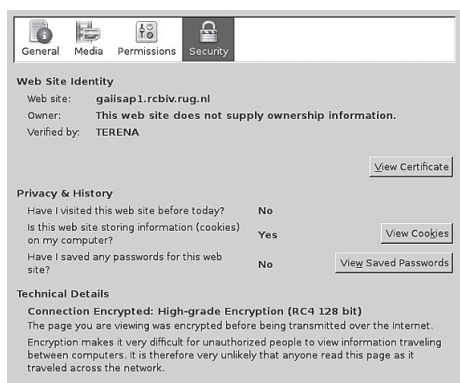 General Media Permissions Security
Web Site Identity
Web site: gaiisap1.rcbiv.rug.nl
Owner: This web site does not supply ownership information.
Verified by: TERENA
View Certificate
Privacy & History
Have I visited this web site before today? No
Is this web site storing information (cookies)
on my computer? Yes View Cookies
Have I saved any passwords for this web
site? No View Saved Passwords
Technical Details
Connection Encrypted: High-grade Encryption (RC4 128 bit)
The page you are viewing was encrypted before being transmitted over the Internet.
Encryption makes it very difficult for unauthorized people to view information traveling
between computers. It is therefore very unlikely that anyone read this page as it
traveled across the network.